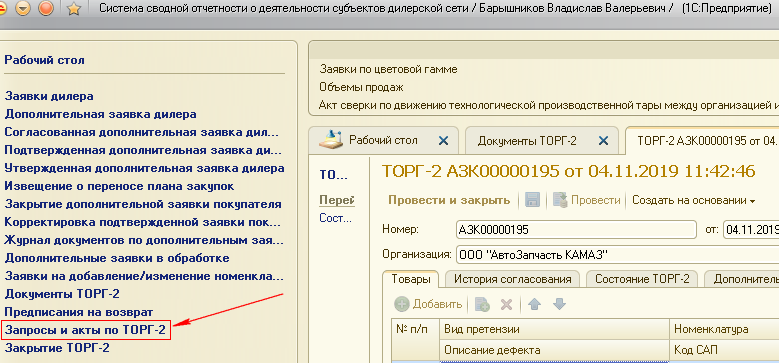 Система сводной отчетности о деятельности субъектов дилерской сети / Барышников Владислав Валерьевич / (1С:Предприятие)
Рабочий стол
Заявки дилера
Дополнительная заявка дилера
Согласованная дополнительная заявка дил...
Подтвержденная дополнительная заявка ди...
Утвержденная дополнительная заявка дилера
Извещение о переносе плана закупок
Закрытие дополнительной заявки покупателя
Корректировка подтвержденной заявки пок...
Журнал документов по дополнительным зая...
Дополнительные заявки в обработке
Заявки на добавление/изменение номенкла...
Документы ТОРГ-2
Предписания на возврат
Запросы и акты по ТОРГ-2
Закрытие ТОРГ-2
Заявки по цветовой гамме
Объемы продаж
Акт сверки по движению технологической производственной тары между организацией и
Рабочий стол
Документы ТОРГ-2
ТОРГ-2 АЗК00000195 от 04.
ТО...
Перей
Сост...
ТОРГ-2 АЗК00000195 от 04.11.2019 11:42:46
Провести и закрыть
Провести
Создать на основании
Номер:
АЗК00000195
от:
04.11.2019
Организация:
ООО "АвтоЗапчасть КАМАЗ"
Товары
История согласования
Состояние ТОРГ-2
Дополнитель
Добавить
№ п/п
Вид претензии
Номенклатура
Описание дефекта
Код САП